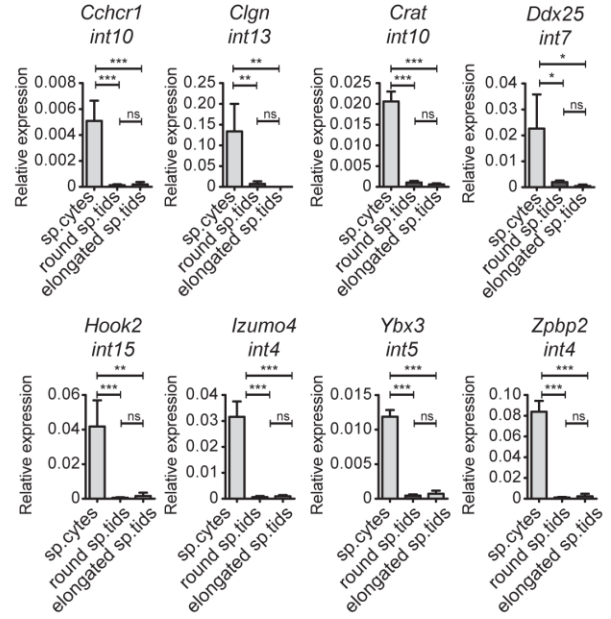 Cchcr1
int10
Relative expression
0.008
0.006
0.004
0.002
0
***
***
ns
sp.cytes
round sp.tids
elongated sp.tids
Clgn
int13
0.25
0.20
0.15
0.10
0.05
0
**
**
ns
sp.cytes
round sp.tids
elongated sp.tids
Crat
int10
0.025
0.020
0.015
0.010
0.005
0
***
***
ns
sp.cytes
round sp.tids
elongated sp.tids
Ddx25
int7
0.04
0.03
0.02
0.01
0
*
*
ns
sp.cytes
round sp.tids
elongated sp.tids
Hook2
int15
Relative expression
0.06
0.04
0.02
0
**
***
ns
sp.cytes
round sp.tids
elongated sp.tids
Izumo4
int4
Relative expression
0.04
0.03
0.02
0.01
0
***
***
ns
sp.cytes
round sp.tids
elongated sp.tids
Ybx3
int5
Relative expression
0.015
0.010
0.0005
0
***
***
ns
sp.cytes
round sp.tids
elongated sp.tids
Zpbp2
int4
Relative expression
0.10
0.08
0.06
0.04
0.02
0
***
***
ns
sp.cytes
round sp.tids
elongated sp.tids